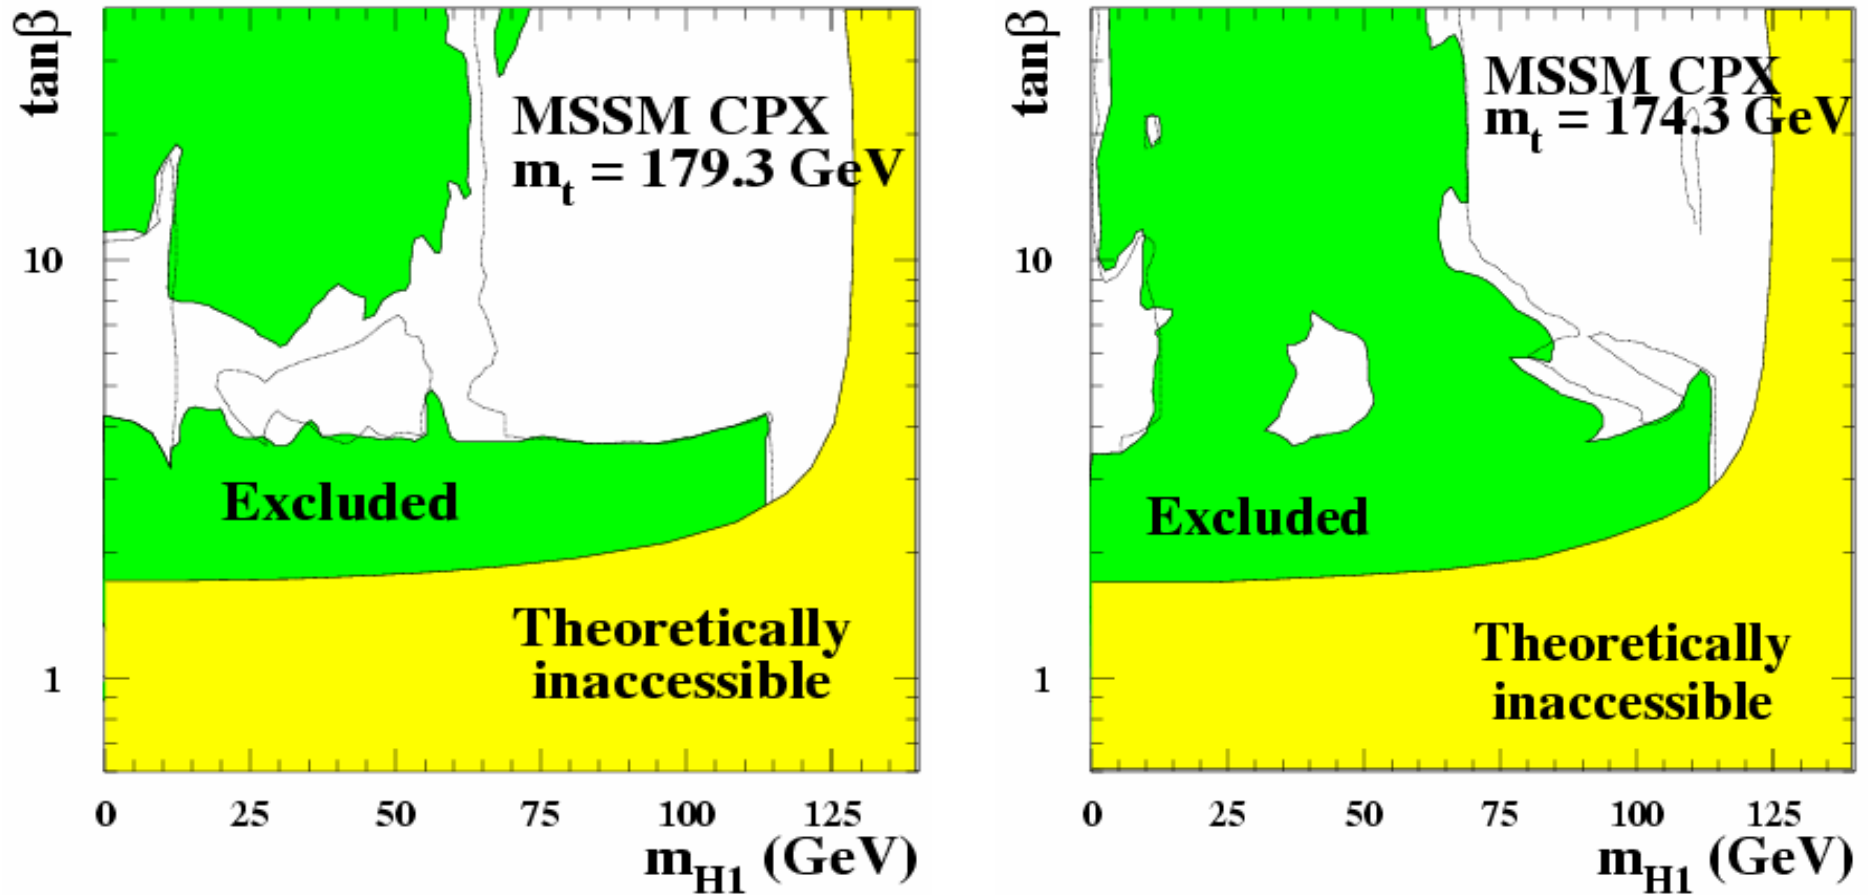 tanβ
10
1
MSSM CPX
m_t = 179.3 GeV
Excluded
Theoretically
inaccessible
0 25 50 75 100 125
m_H1 (GeV)
tanβ
10
1
MSSM CPX
m_t = 174.3 GeV
Excluded
Theoretically
inaccessible
0 25 50 75 100 125
m_H1 (GeV)